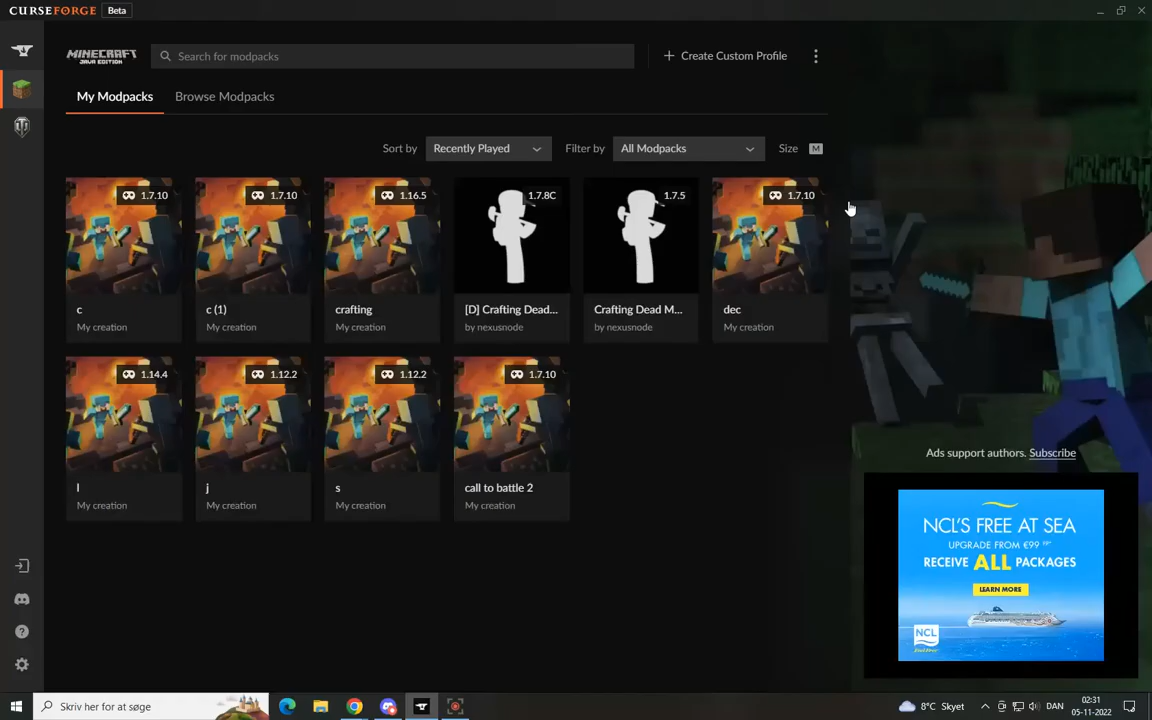 CURSEFORGE Beta
MINECRAFT
JAVA EDITION
Search for modpacks
Create Custom Profile
My Modpacks
Browse Modpacks
Sort by
Recently Played
Filter by
All Modpacks
Size
M
1.7.10
1.7.10
1.16.5
1.7.8C
1.7.5
1.7.10
c
c (1)
crafting
[D] Crafting Dead...
Crafting Dead M...
dec
My creation
My creation
My creation
by nexusnode
by nexusnode
My creation
1.14.4
1.12.2
1.12.2
1.7.10
l
j
s
call to battle 2
My creation
My creation
My creation
My creation
Ads support authors. Subscribe
NCL'S FREE AT SEA
UPGRADE FROM €99 PP*
RECEIVE ALL PACKAGES
LEARN MORE
NCL
Skriv her for at søge
8°C Skyet
DAN
02:31
05-11-2022